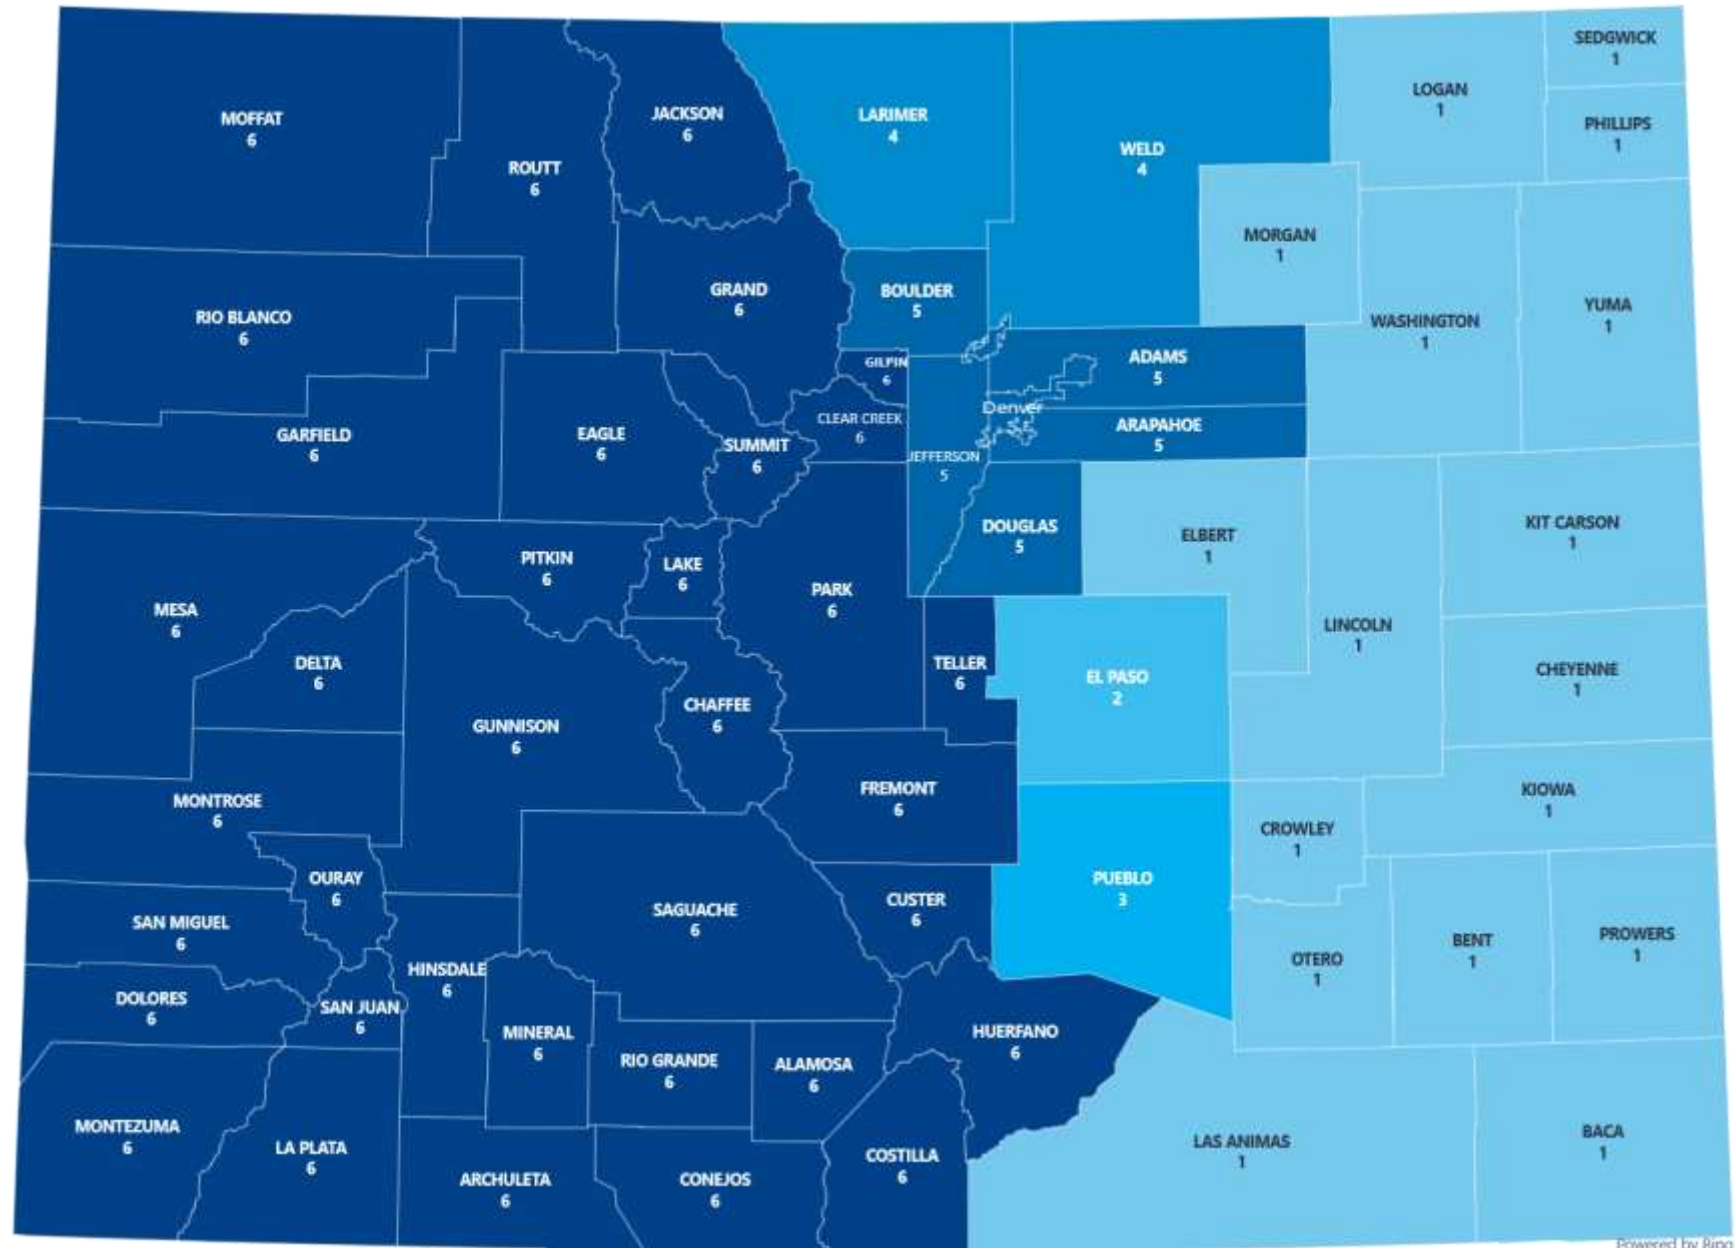 SEDGWICK
1
LOGAN
1
JACKSON
6
LARIMER
4
MOFFAT
6
PHILLIPS
1
WELD
4
ROUTT
6
MORGAN
1
GRAND
6
BOULDER
5
YUMA
1
RIO BLANCO
6
WASHINGTON
1
ADAMS
5
GILPIN
6
Denver
CLEAR CREEK
6
ARAPAHOE
5
GARFIELD
6
EAGLE
6
SUMMIT
6
JEFFERSON
5
DOUGLAS
5
ELBERT
1
KIT CARSON
1
PITKIN
6
LAKE
6
PARK
6
MESA
6
LINCOLN
1
DELTA
6
TELLER
6
EL PASO
2
CHEYENNE
1
CHAFFEE
6
GUNNISON
6
FREMONT
6
KIOWA
1
MONTROSE
6
CROWLEY
1
OURAY
6
PUEBLO
3
CUSTER
6
SAGUACHE
6
SAN MIGUEL
6
PROWERS
1
BENT
1
OTERO
1
HINSDALE
6
DOLORES
6
SAN JUAN
6
MINERAL
6
HUERFANO
6
RIO GRANDE
6
ALAMOSA
6
MONTEZUMA
6
LA PLATA
6
COSTILLA
6
LAS ANIMAS
1
BACA
1
ARCHULETA
6
CONEJOS
6
Powered by Bing